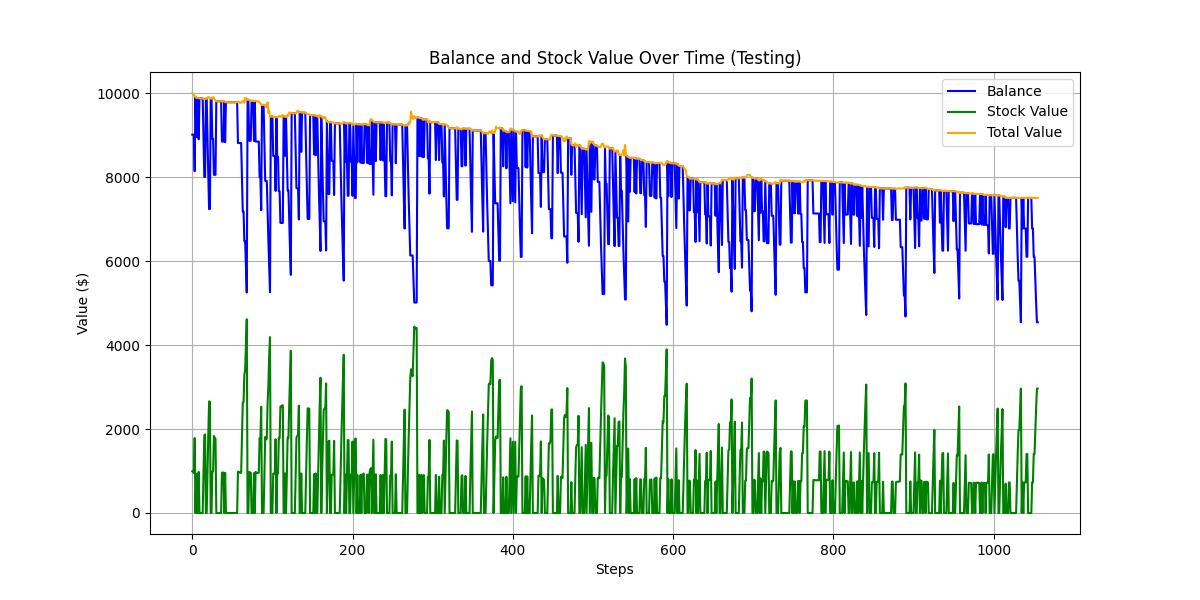 Balance and Stock Value Over Time (Testing)
Balance
Stock Value
Total Value
Value ($)
10000
8000
6000
4000
2000
0
0 200 400 600 800 1000
Steps